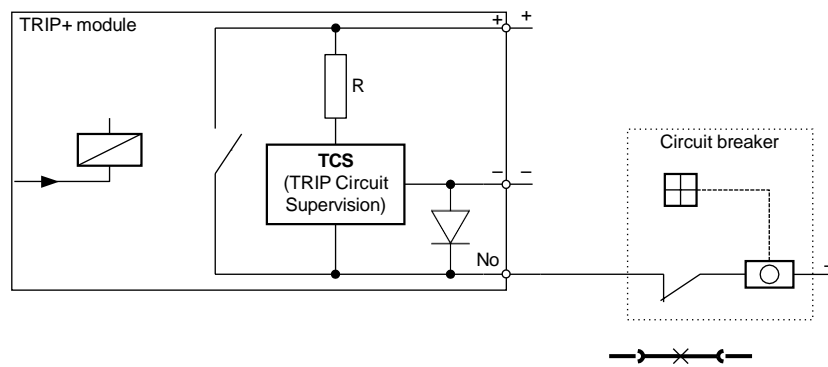 TRIP+ module
+ +
R
TCS
(TRIP Circuit
Supervision)
– –
No
Circuit breaker
–